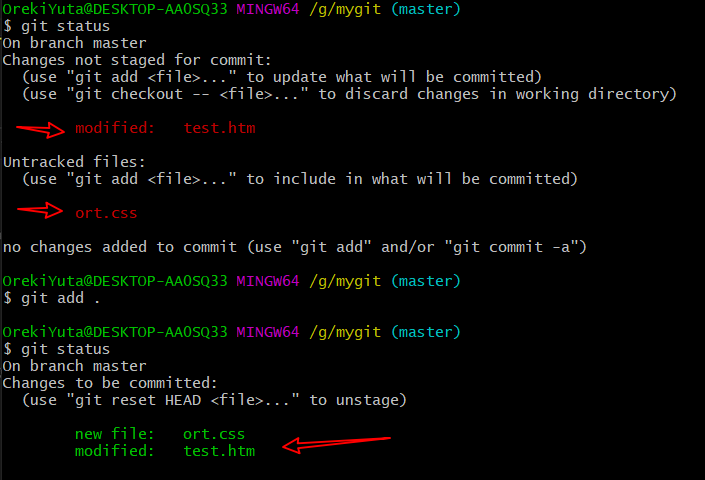 OrekiYuta@DESKTOP-AAOSQ33 MINGW64 /g/mygit (master)
$ git status
On branch master
Changes not staged for commit:
  (use "git add <file>..." to update what will be committed)
  (use "git checkout -- <file>..." to discard changes in working directory)
        modified:   test.htm
Untracked files:
  (use "git add <file>..." to include in what will be committed)
        ort.css
no changes added to commit (use "git add" and/or "git commit -a")
OrekiYuta@DESKTOP-AAOSQ33 MINGW64 /g/mygit (master)
$ git add .
OrekiYuta@DESKTOP-AAOSQ33 MINGW64 /g/mygit (master)
$ git status
On branch master
Changes to be committed:
  (use "git reset HEAD <file>..." to unstage)
        new file:   ort.css
        modified:   test.htm